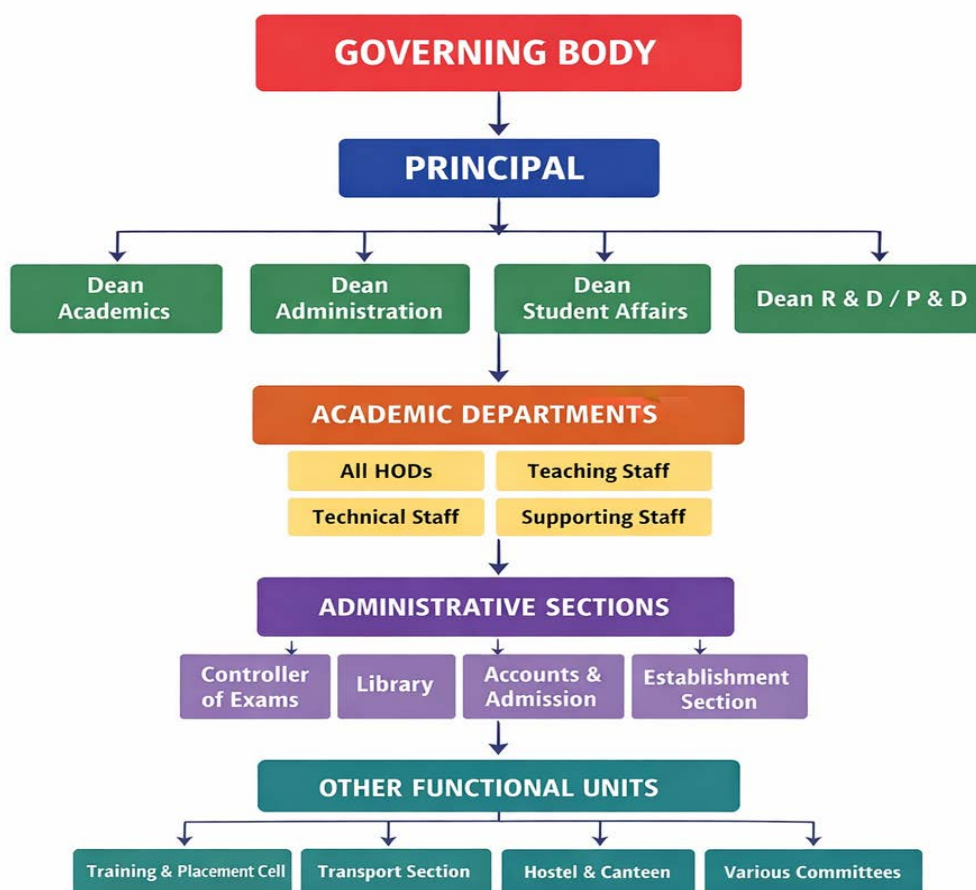 GOVERNING BODY
PRINCIPAL
Dean
Academics
Dean
Administration
Dean
Student Affairs
Dean R & D / P & D
ACADEMIC DEPARTMENTS
All HODs
Teaching Staff
Technical Staff
Supporting Staff
ADMINISTRATIVE SECTIONS
Controller
of Exams
Library
Accounts &
Admission
Establishment
Section
OTHER FUNCTIONAL UNITS
Training & Placement Cell
Transport Section
Hostel & Canteen
Various Committees